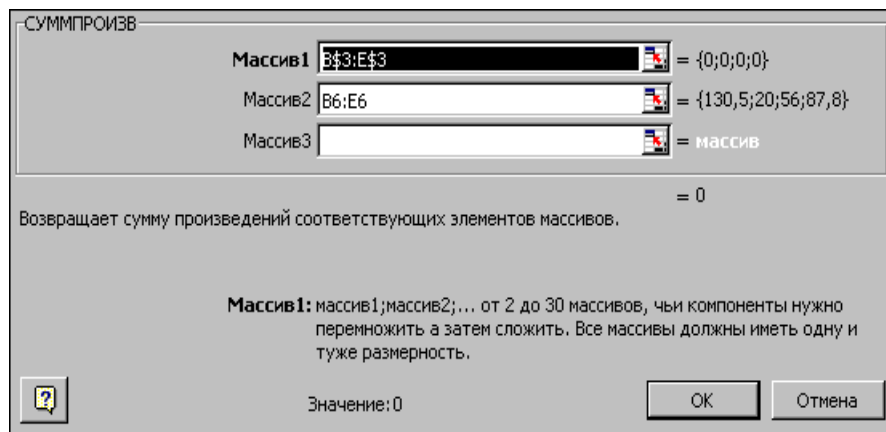 СУММПРОИЗВ
Массив1 B$3:E$3 = {0;0;0;0}
Массив2 B6:E6 = {130,5;20;56;87,8}
Массив3 = массив
= 0
Возвращает сумму произведений соответствующих элементов массивов.
Массив1: массив1;массив2;... от 2 до 30 массивов, чьи компоненты нужно
перемножить а затем сложить. Все массивы должны иметь одну и
туже размерность.
? Значение:0 OK Отмена